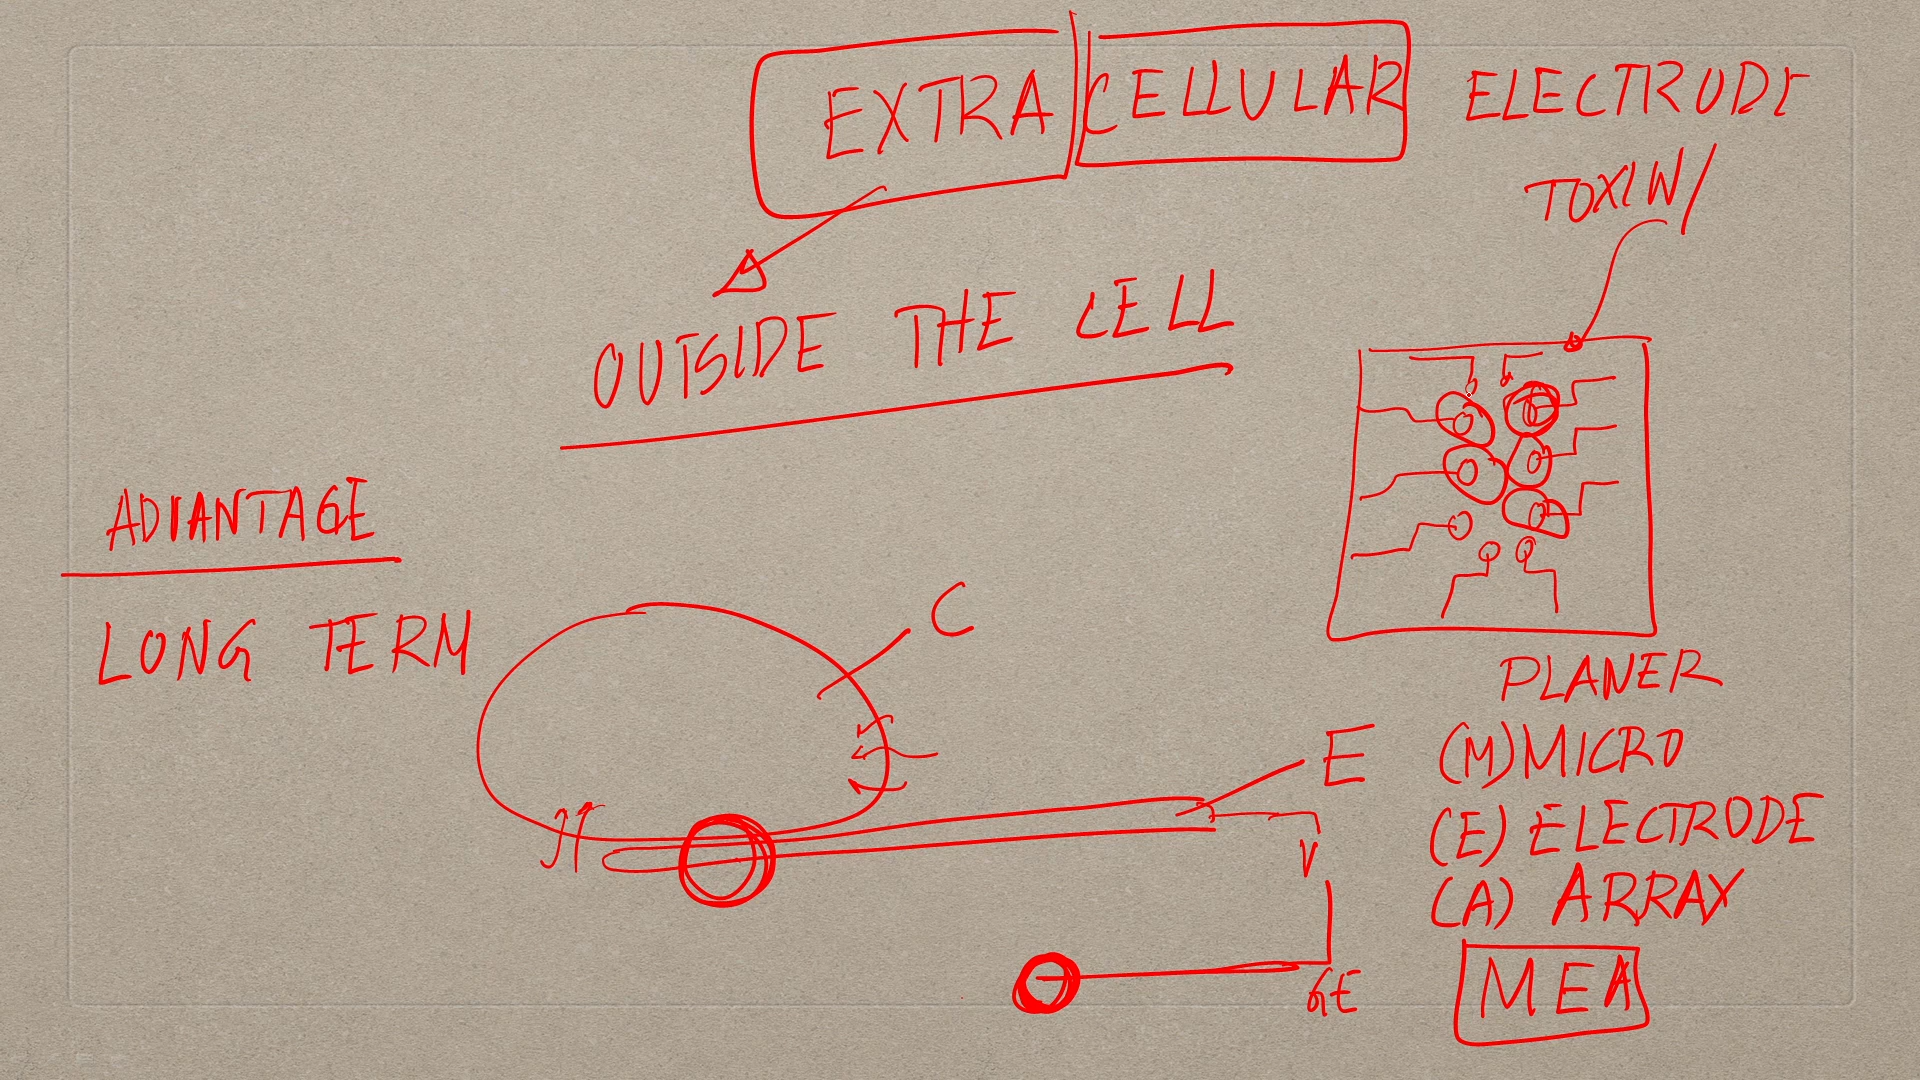 EXTRA CELLULAR ELECTRODE
TOXIN/
OUTSIDE THE CELL
ADVANTAGE
LONG TERM
C
E
V
GE
PLANER
(M) MICRO
(E) ELECTRODE
(A) ARRAY
MEA